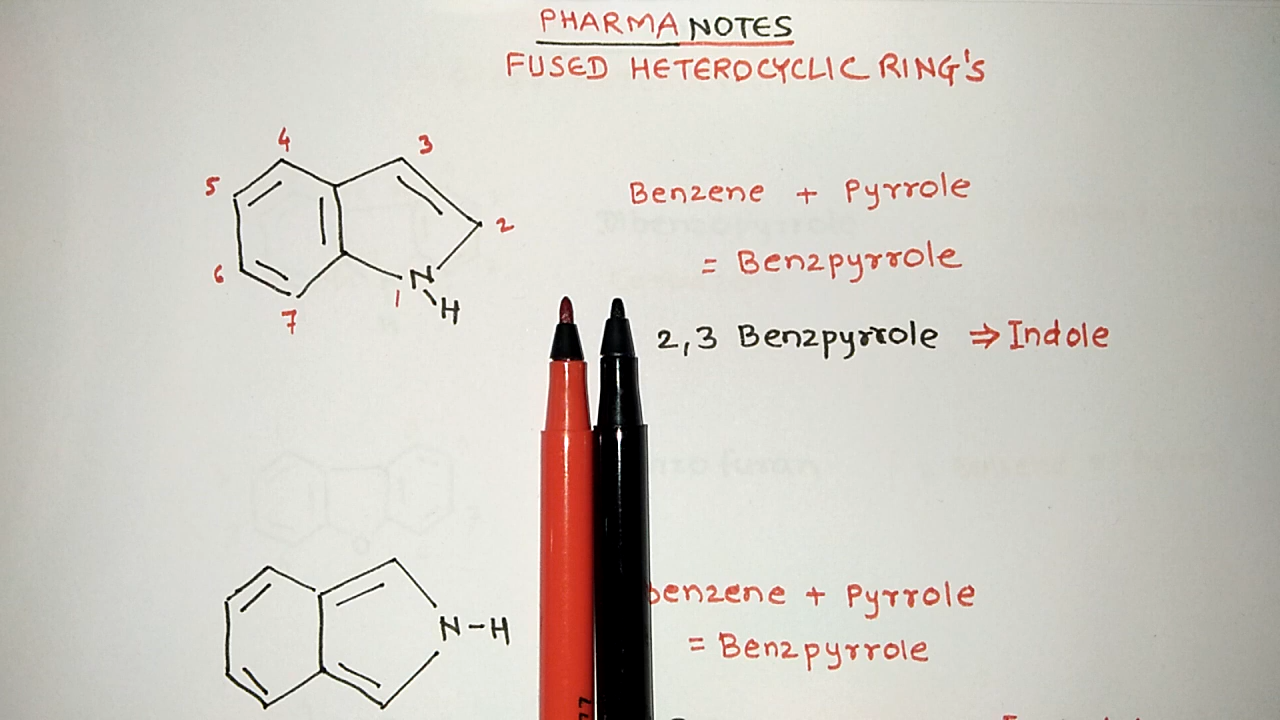 PHARMA NOTES
FUSED HETEROCYCLIC RING'S
4
3
5
2
6
1
7
N
H
Benzene + Pyrrole
= Benzpyrrole
2,3 Benzpyrrole ⇒ Indole
N-H
benzene + Pyrrole
= Benzpyrrole